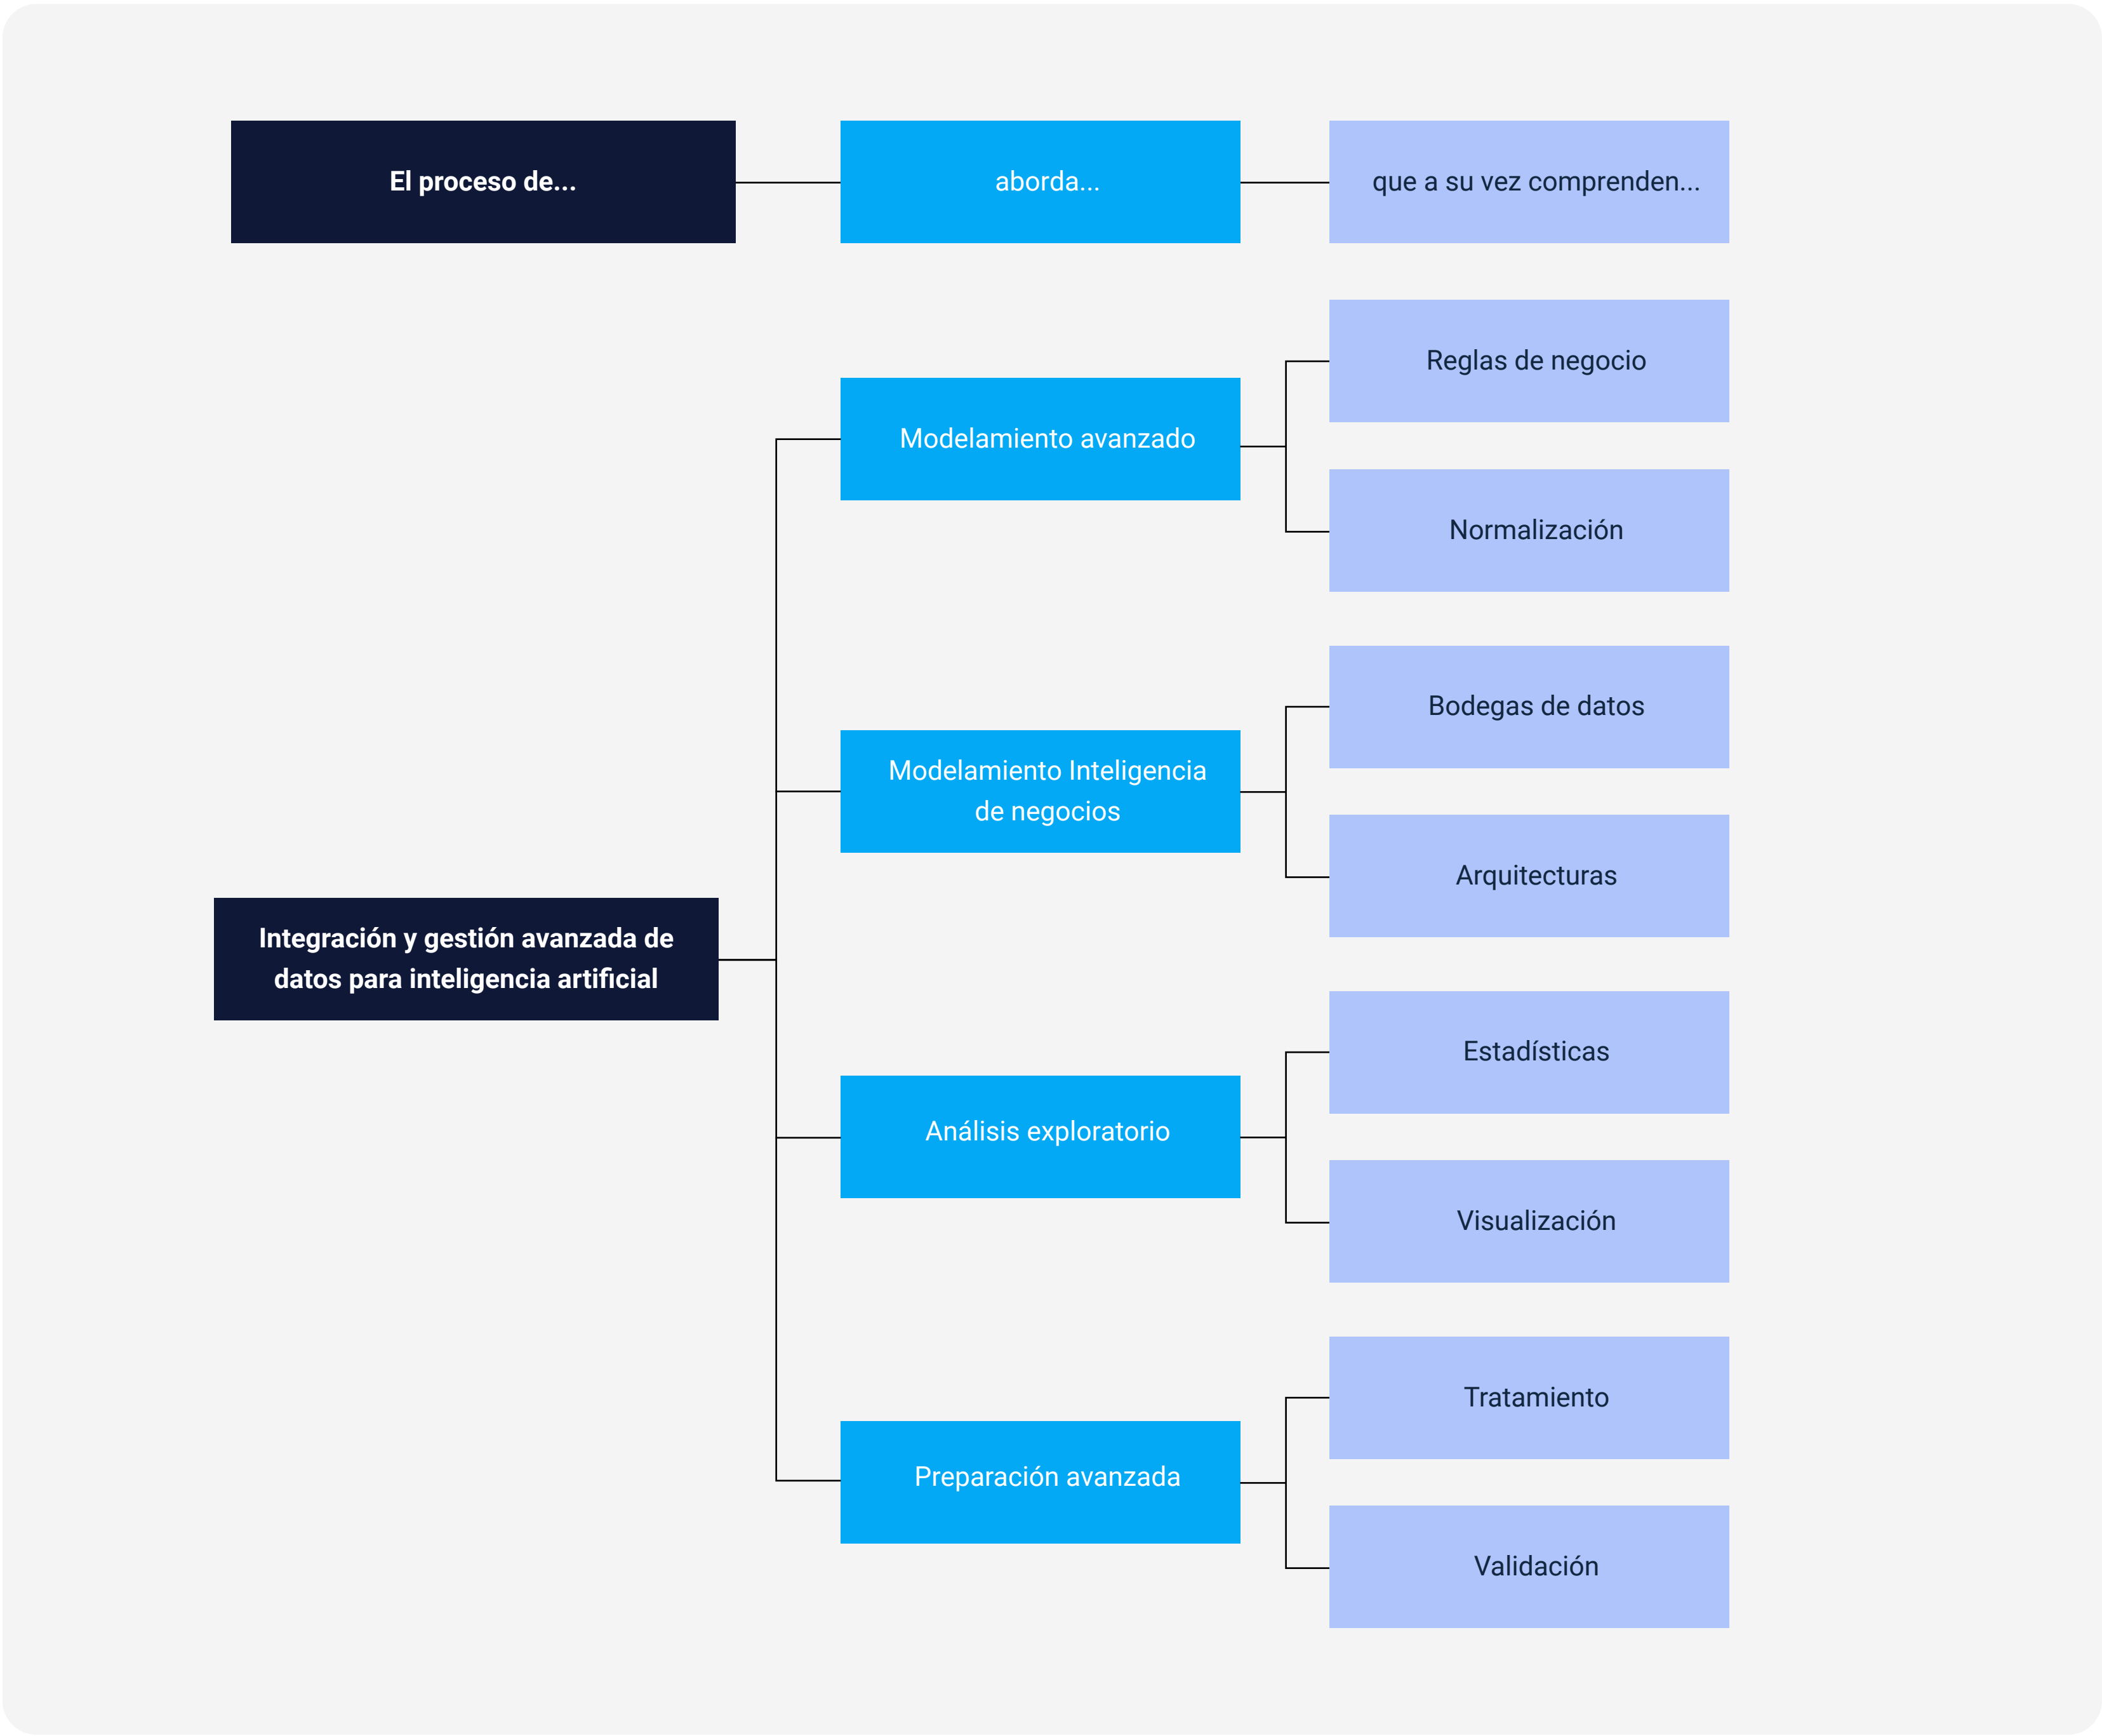 El proceso de...
aborda...
que a su vez comprenden...
Integración y gestión avanzada de
datos para inteligencia artificial
Modelamiento avanzado
Reglas de negocio
Normalización
Modelamiento Inteligencia
de negocios
Bodegas de datos
Arquitecturas
Análisis exploratorio
Estadísticas
Visualización
Preparación avanzada
Tratamiento
Validación